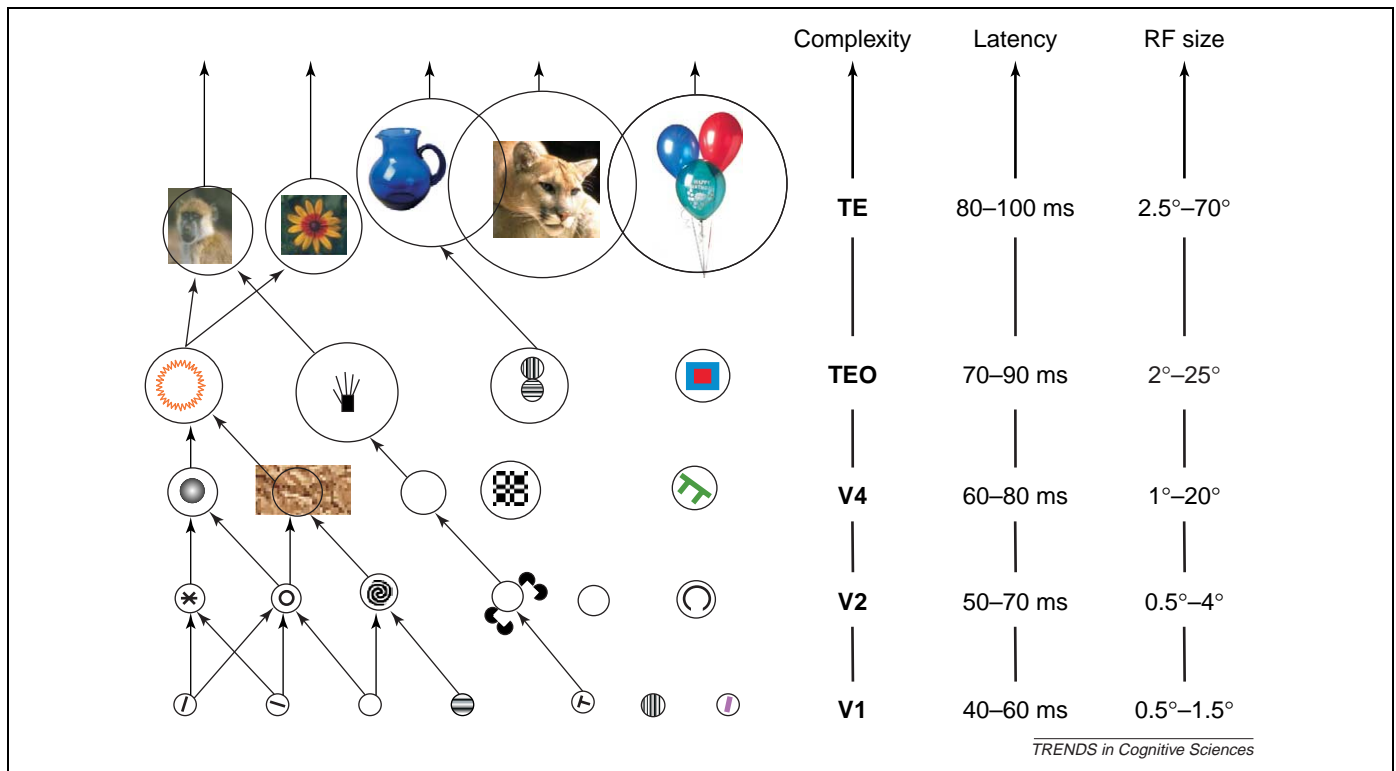 Complexity Latency RF size
TE 80–100 ms 2.5°–70°
TEO 70–90 ms 2°–25°
V4 60–80 ms 1°–20°
V2 50–70 ms 0.5°–4°
T
V1 40–60 ms 0.5°–1.5°
TRENDS in Cognitive Sciences